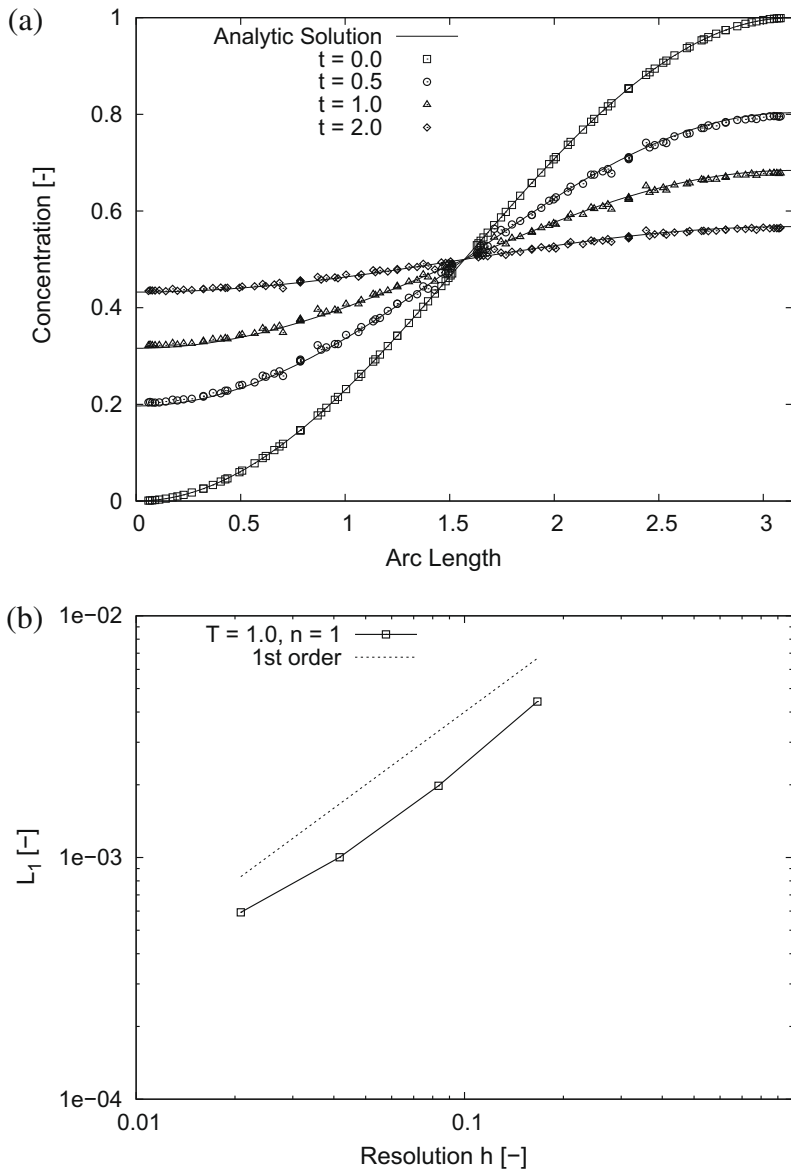 (a)
1
0.8
0.6
0.4
0.2
0
Concentration [-]
Analytic Solution
t = 0.0
t = 0.5
t = 1.0
t = 2.0
0 0.5 1 1.5 2 2.5 3
Arc Length
(b)
1e−02
1e−03
1e−04
L1 [−]
T = 1.0, n = 1
1st order
0.01 0.1
Resolution h [−]